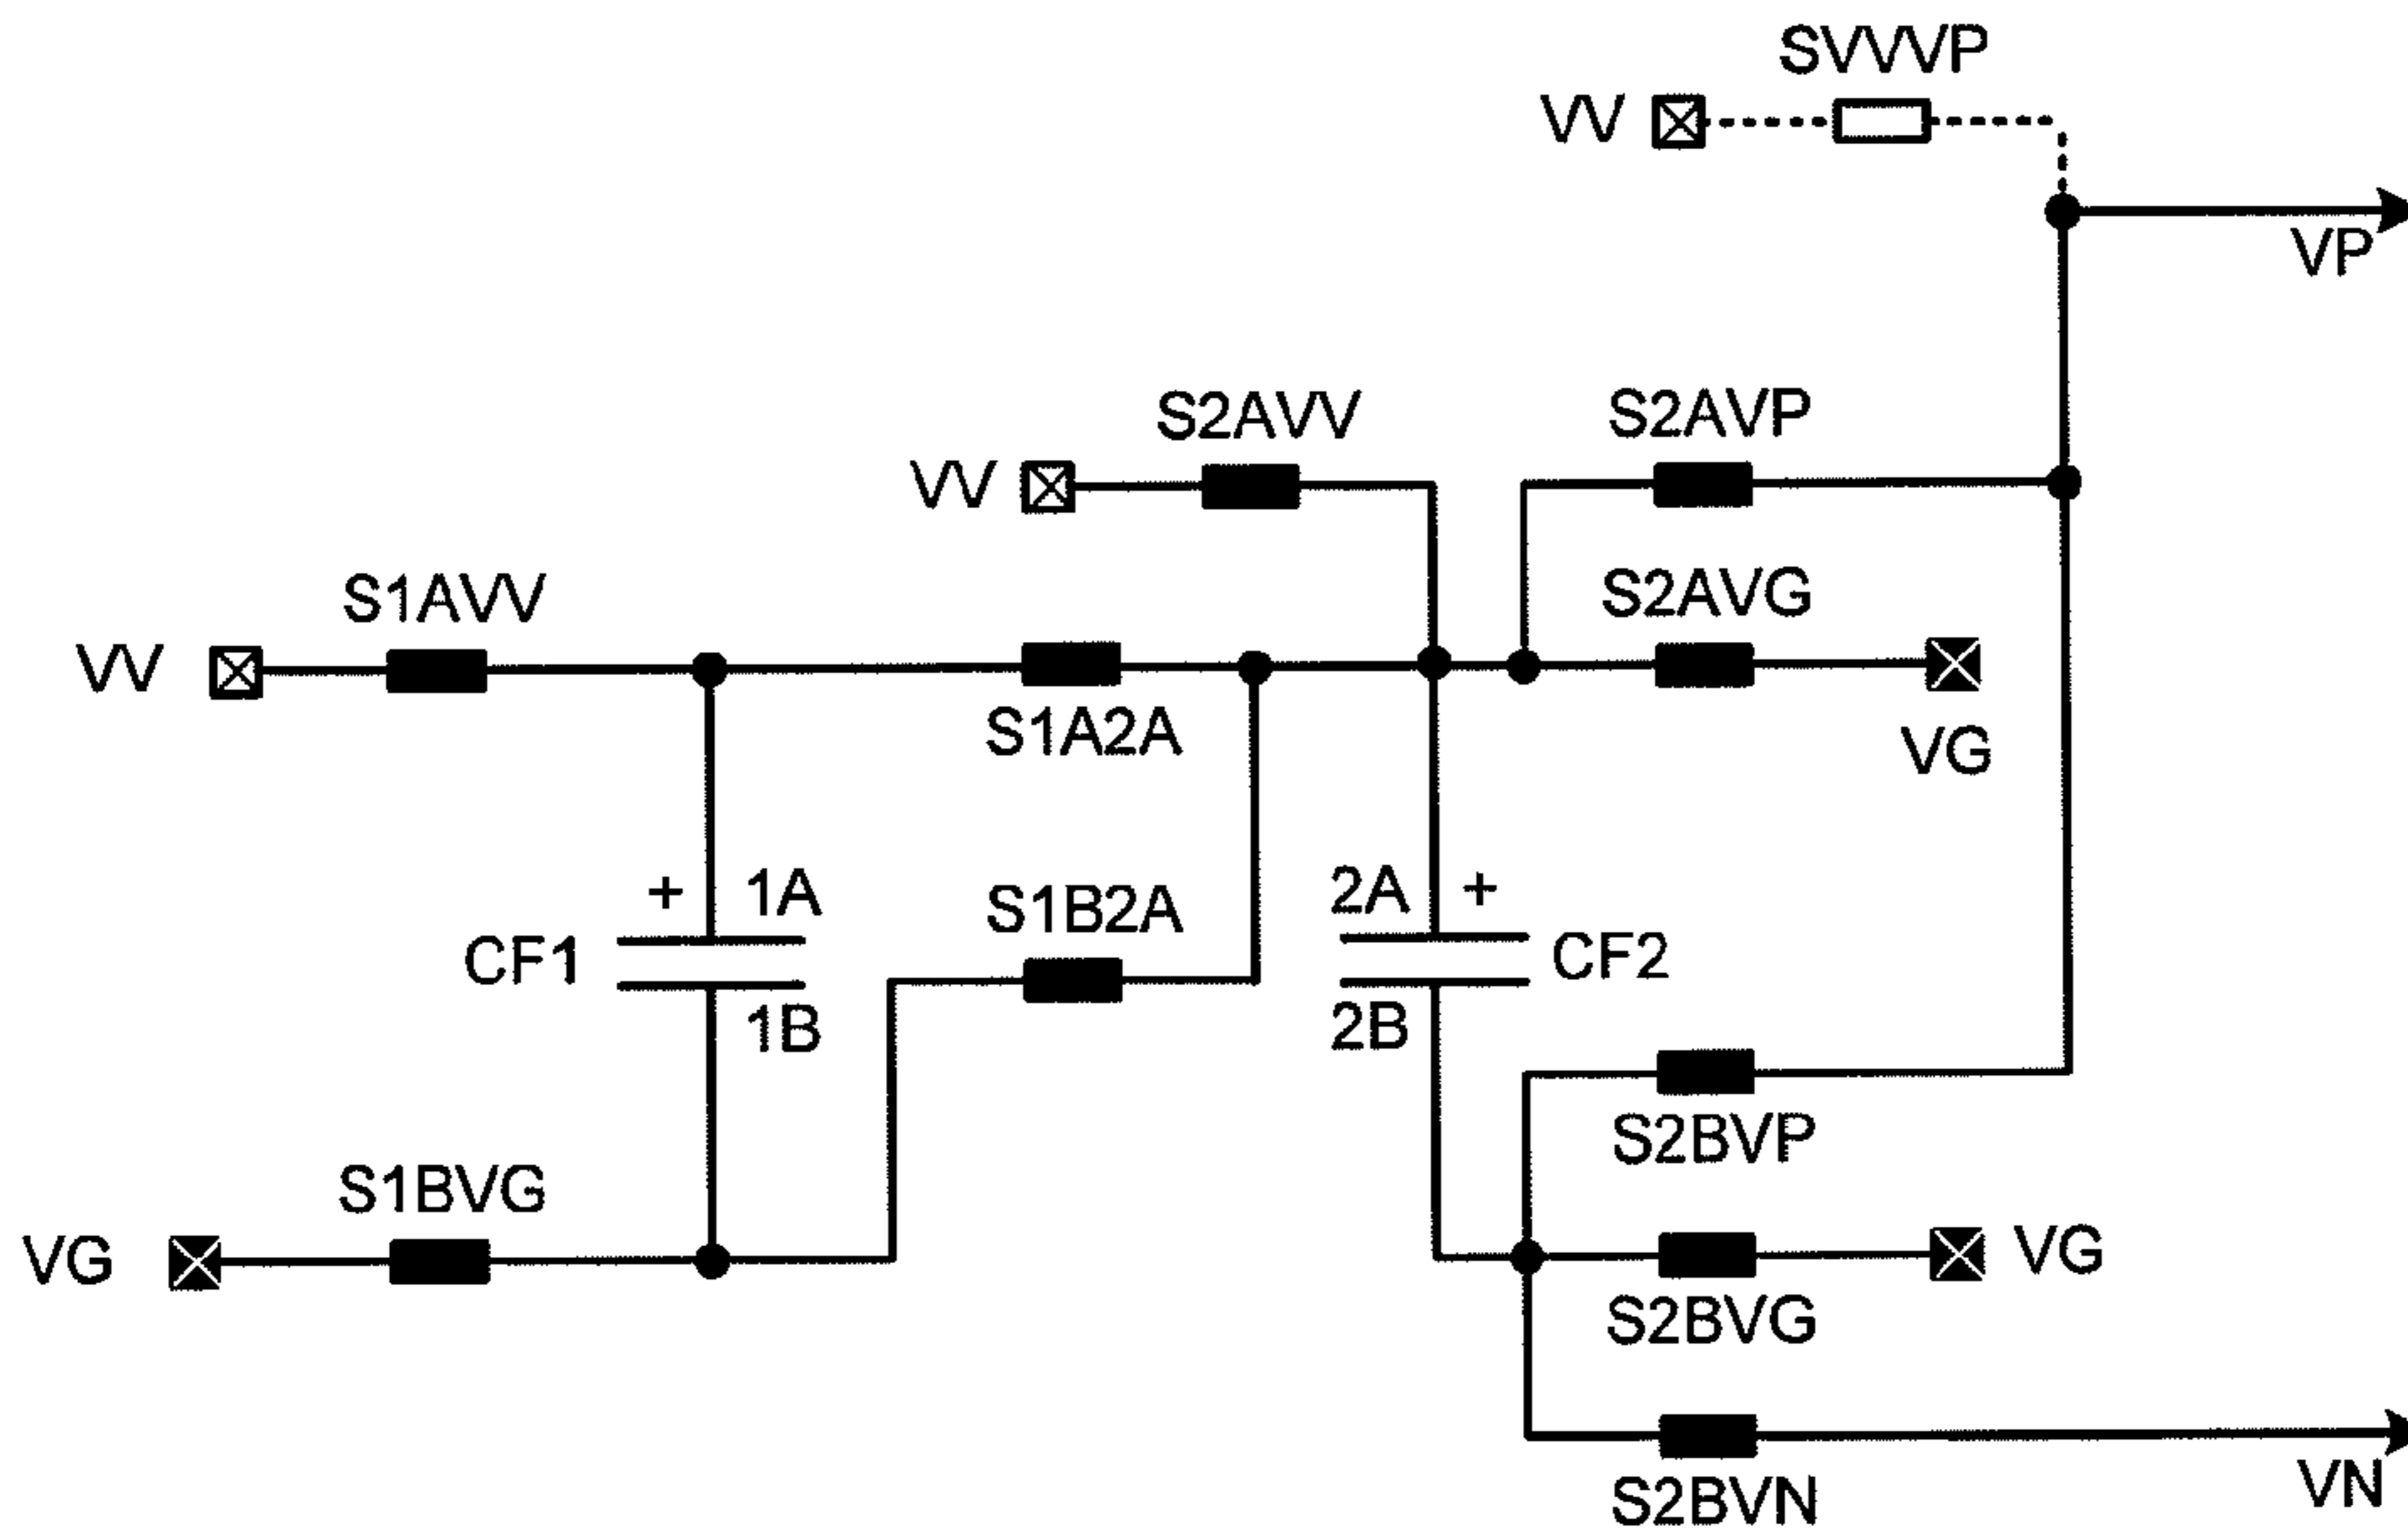 SVVVP
VV
VP
S2AVV
S2AVP
VV
S1AVV
S2AVG
VV
S1A2A
VG
+ 1A
S1B2A
2A +
CF1
CF2
1B
2B
S2BVP
S1BVG
VG
VG
S2BVG
S2BVN
VN